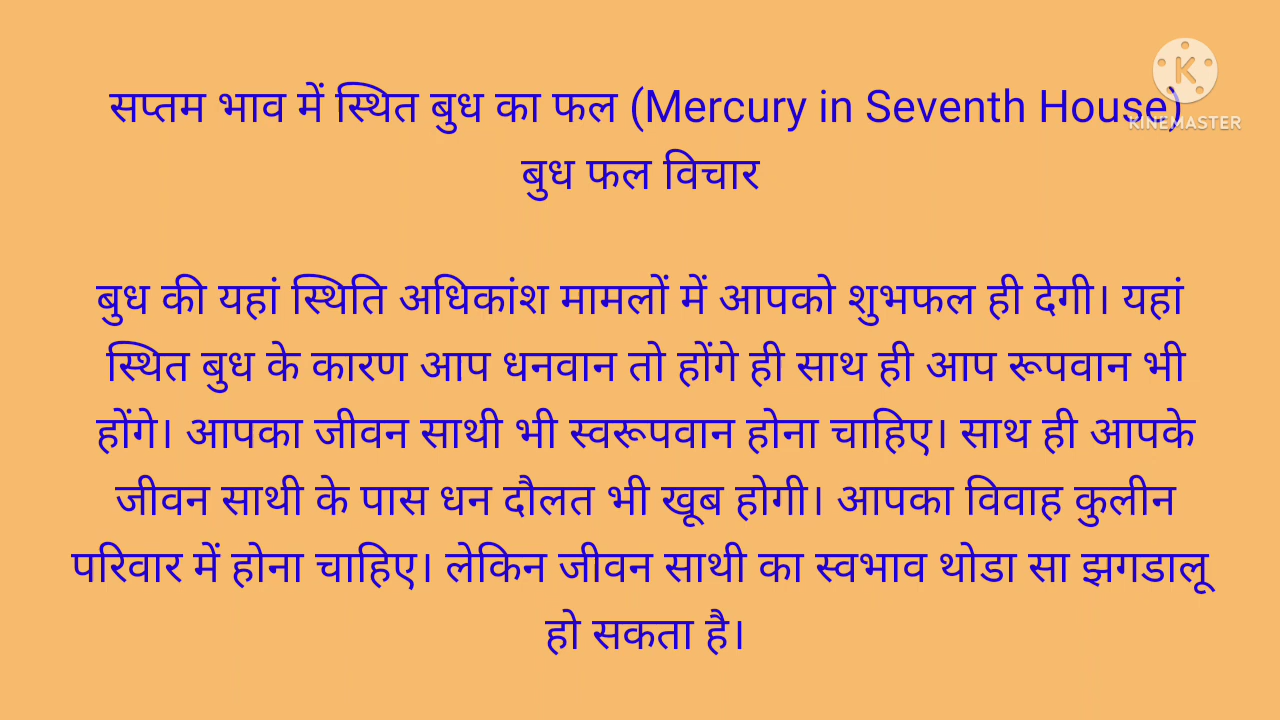 सप्तम भाव में स्थित बुध का फल (Mercury in Seventh House)
KINEMASTER
बुध फल विचार
बुध की यहां स्थिति अधिकांश मामलों में आपको शुभफल ही देगी। यहां
स्थित बुध के कारण आप धनवान तो होंगे ही साथ ही आप रूपवान भी
होंगे। आपका जीवन साथी भी स्वरूपवान होना चाहिए। साथ ही आपके
जीवन साथी के पास धन दौलत भी खूब होगी। आपका विवाह कुलीन
परिवार में होना चाहिए। लेकिन जीवन साथी का स्वभाव थोडा सा झगडालू
हो सकता है।